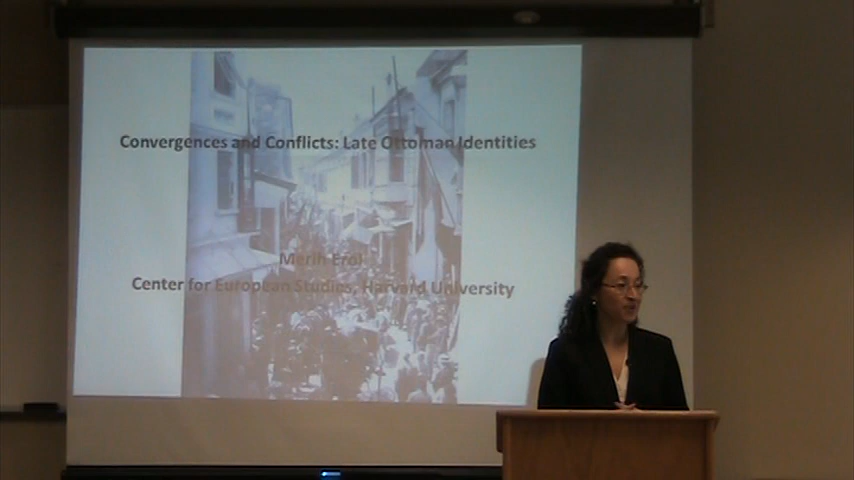 Convergences and Conflicts: Late Ottoman Identities
Merih Erol
Center for European Studies, Harvard University